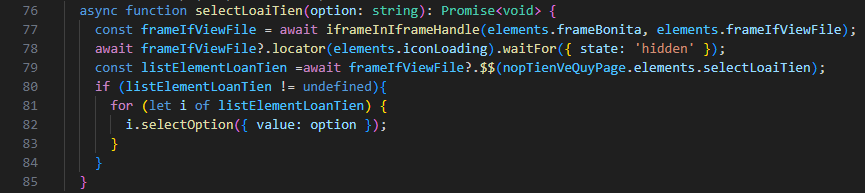 76 async function selectLoaiTien(option: string): Promise<void> {
77 const frameIfViewFile = await iframeInIframeHandle(elements.frameBonita, elements.frameIfViewFile);
78 await frameIfViewFile?.locator(elements.iconLoading).waitFor({ state: 'hidden' });
79 const listElementLoanTien =await frameIfViewFile?.$$(nopTienVeQuyPage.elements.selectLoaiTien);
80 if (listElementLoanTien != undefined){
81 for (let i of listElementLoanTien) {
82 i.selectOption({ value: option });
83 }
84 }
85 }